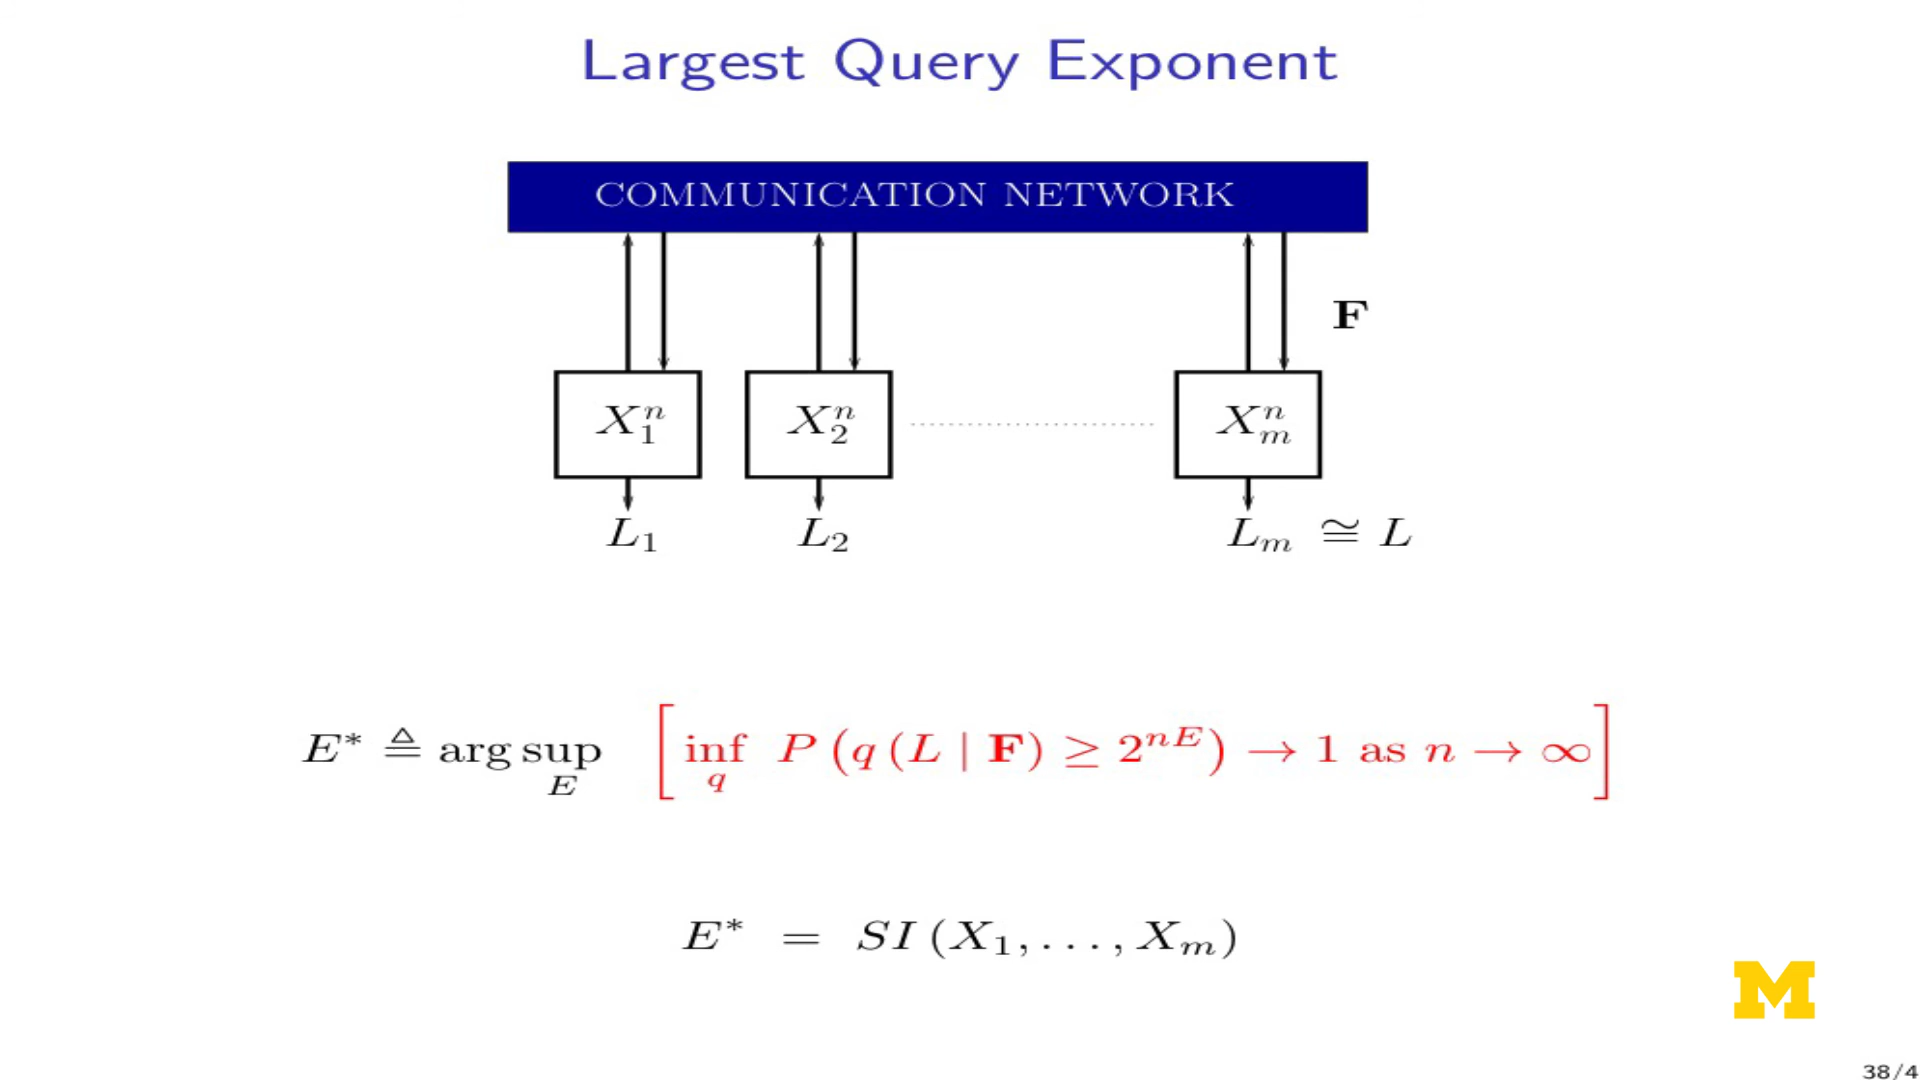 Largest Query Exponent
COMMUNICATION NETWORK
F
X_1^n X_2^n X_m^n
L_1 L_2 L_m ≅ L
E* ≜ arg sup_E [ inf_q P ( q ( L | F ) ≥ 2^{nE} ) → 1 as n → ∞ ]
E* = SI ( X_1, . . . , X_m )
M
38/4